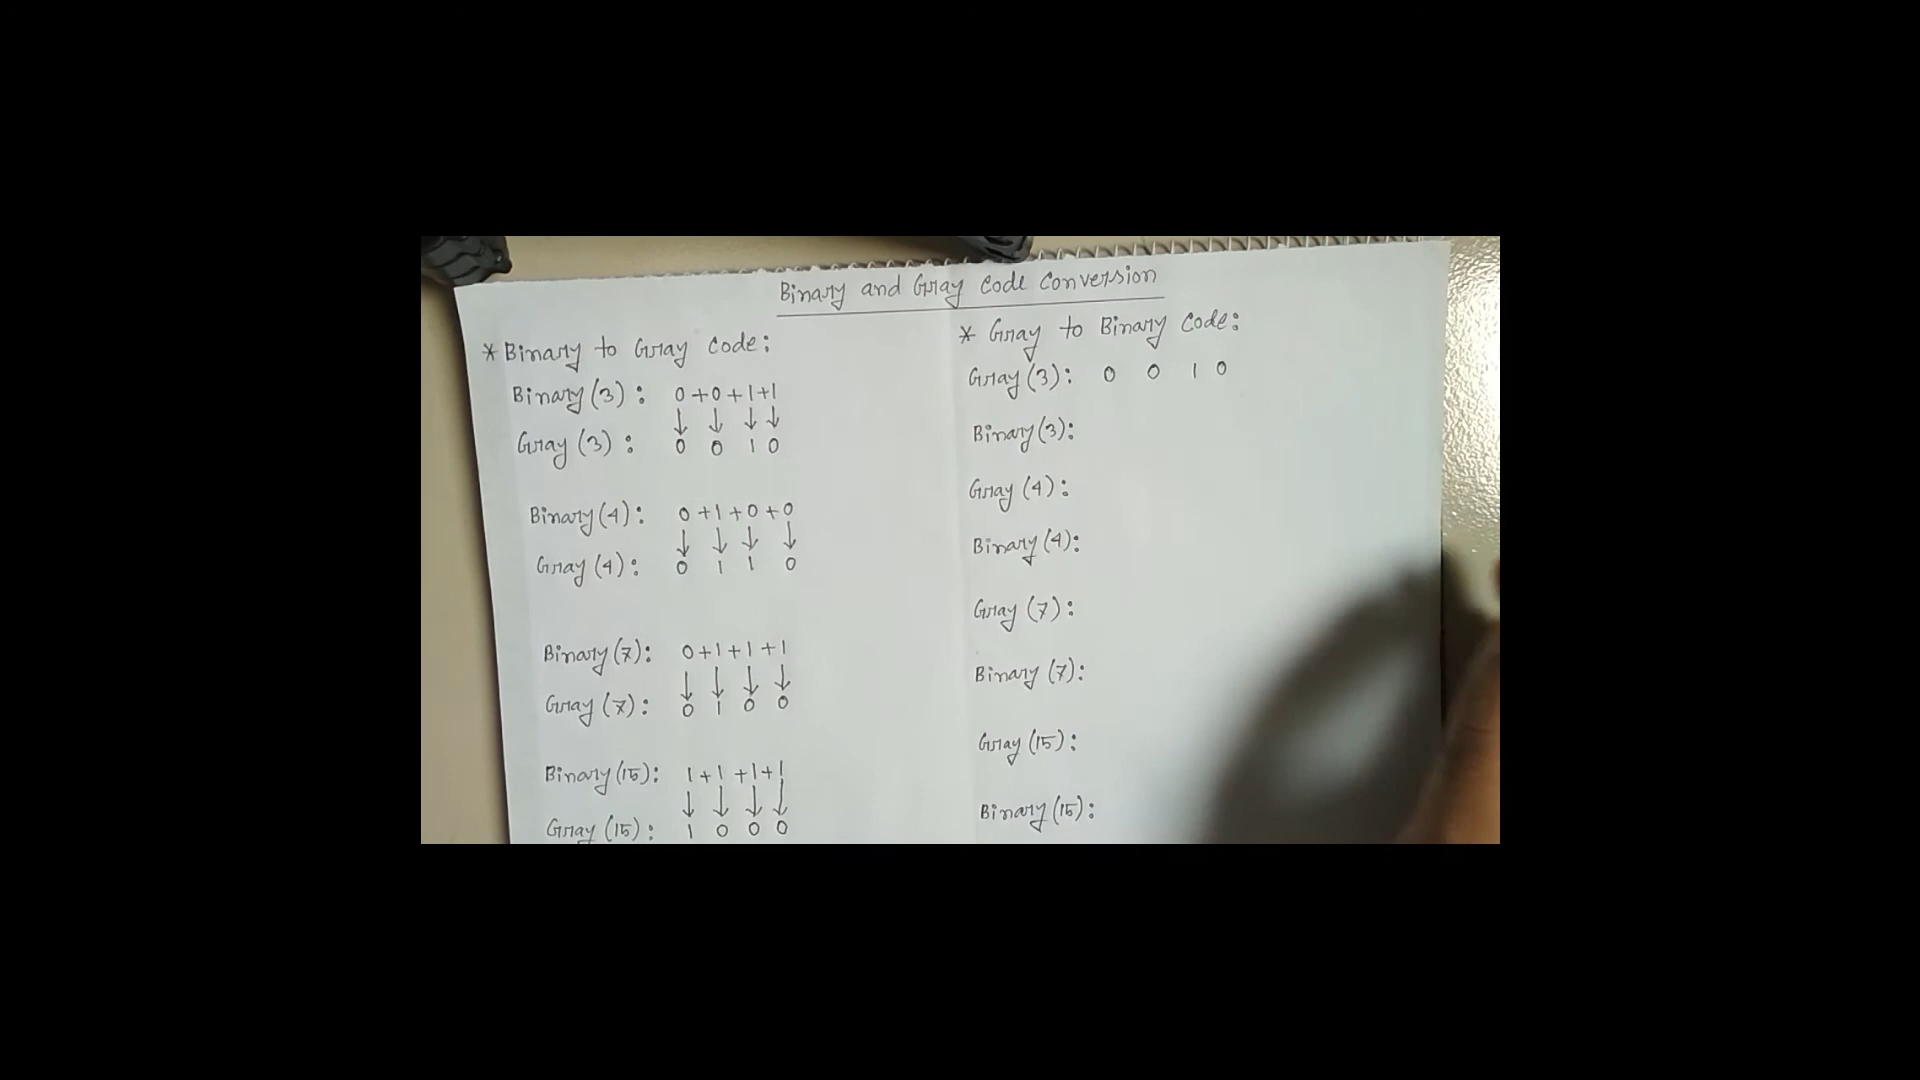 Binary and Gray Code Conversion
* Binary to Gray Code:
Binary(3): 0+0+1+1
↓ ↓ ↓ ↓
Gray(3): 0 0 1 0
Binary(4): 0+1+0+0
↓ ↓ ↓ ↓
Gray(4): 0 1 1 0
Binary(7): 0+1+1+1
↓ ↓ ↓ ↓
Gray(7): 0 1 0 0
Binary(15): 1+1+1+1
↓ ↓ ↓ ↓
Gray(15): 1 0 0 0
* Gray to Binary Code:
Gray(3): 0 0 1 0
Binary(3):
Gray(4):
Binary(4):
Gray(7):
Binary(7):
Gray(15):
Binary(15):